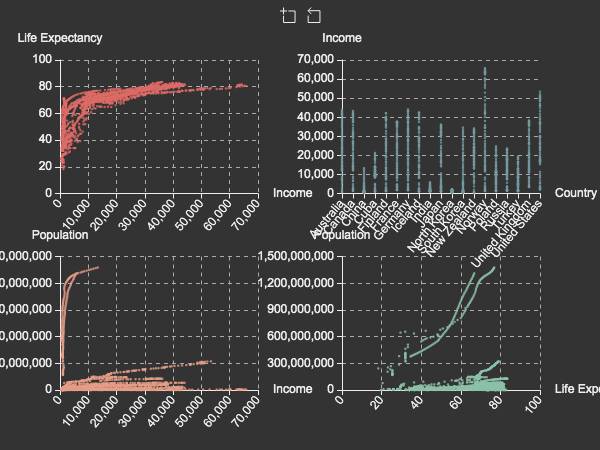 Life Expectancy
100
80
60
40
20
0
0
10,000
20,000
30,000
40,000
50,000
60,000
70,000
Income
Income
70,000
60,000
50,000
40,000
30,000
20,000
10,000
0
Australia
Canada
China
Cuba
Finland
France
Germany
Iceland
India
Japan
North Korea
South Korea
New Zealand
Norway
Poland
Russia
Turkey
United Kingdom
United States
Country
Population
0,000,000
0,000,000
0,000,000
0,000,000
0,000,000
0
0
10,000
20,000
30,000
40,000
50,000
60,000
70,000
Income
Population
1,500,000,000
1,200,000,000
900,000,000
600,000,000
300,000,000
0
0
20
40
60
80
100
Life Expe